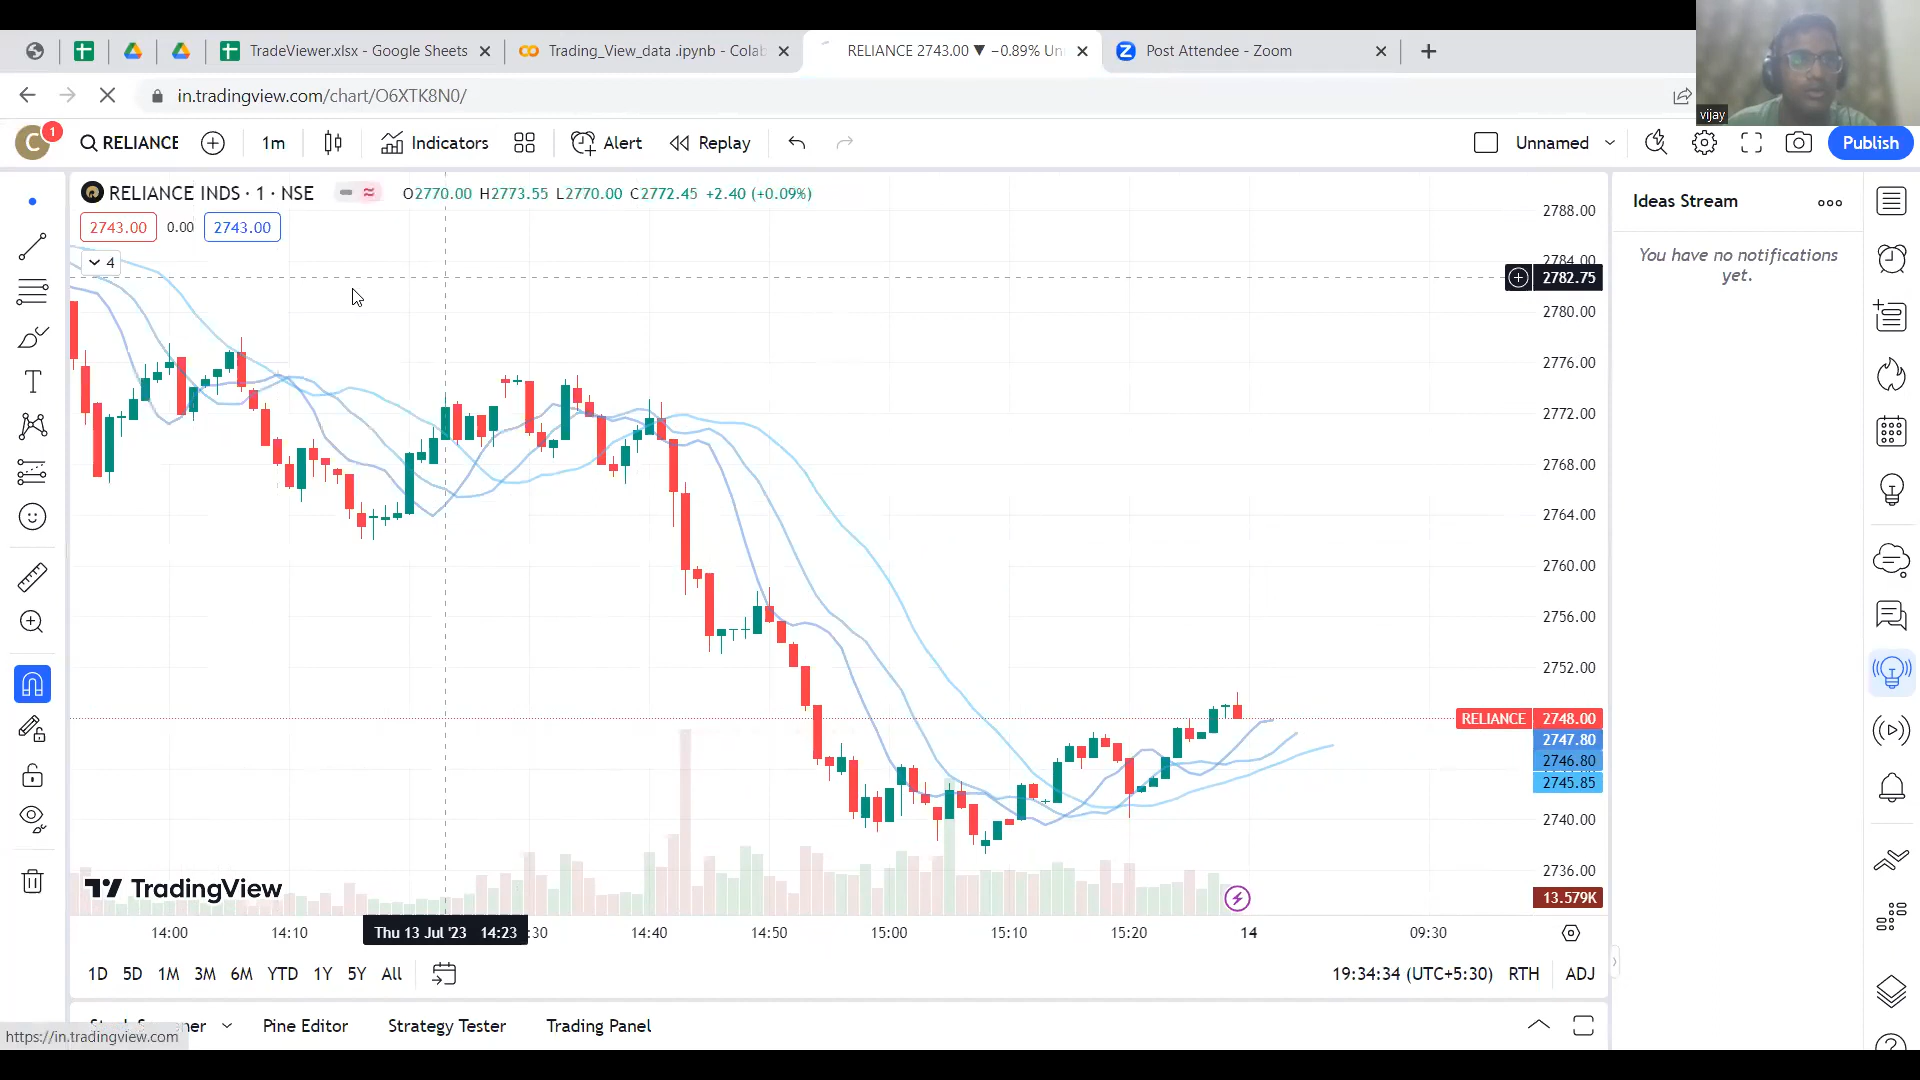 TradeViewer.xlsx - Google Sheets
Trading_View_data .ipynb - Colab
RELIANCE 2743.00 ▼ −0.89% Un
Post Attendee - Zoom
in.tradingview.com/chart/O6XTK8N0/
vijay
C 1
RELIANCE
1m
Indicators
Alert
Replay
Unnamed
Publish
RELIANCE INDS · 1 · NSE
O2770.00 H2773.55 L2770.00 C2772.45 +2.40 (+0.09%)
2743.00 0.00 2743.00
4
Ideas Stream
You have no notifications
yet.
2788.00
2784.00
2782.75
2780.00
2776.00
2772.00
2768.00
2764.00
2760.00
2756.00
2752.00
RELIANCE 2748.00
2747.80
2746.80
2745.85
2740.00
2736.00
13.579K
TradingView
14:00 14:10 Thu 13 Jul '23 14:23 :30 14:40 14:50 15:00 15:10 15:20 14 09:30
1D 5D 1M 3M 6M YTD 1Y 5Y All
19:34:34 (UTC+5:30) RTH ADJ
Pine Editor Strategy Tester Trading Panel
https://in.tradingview.com